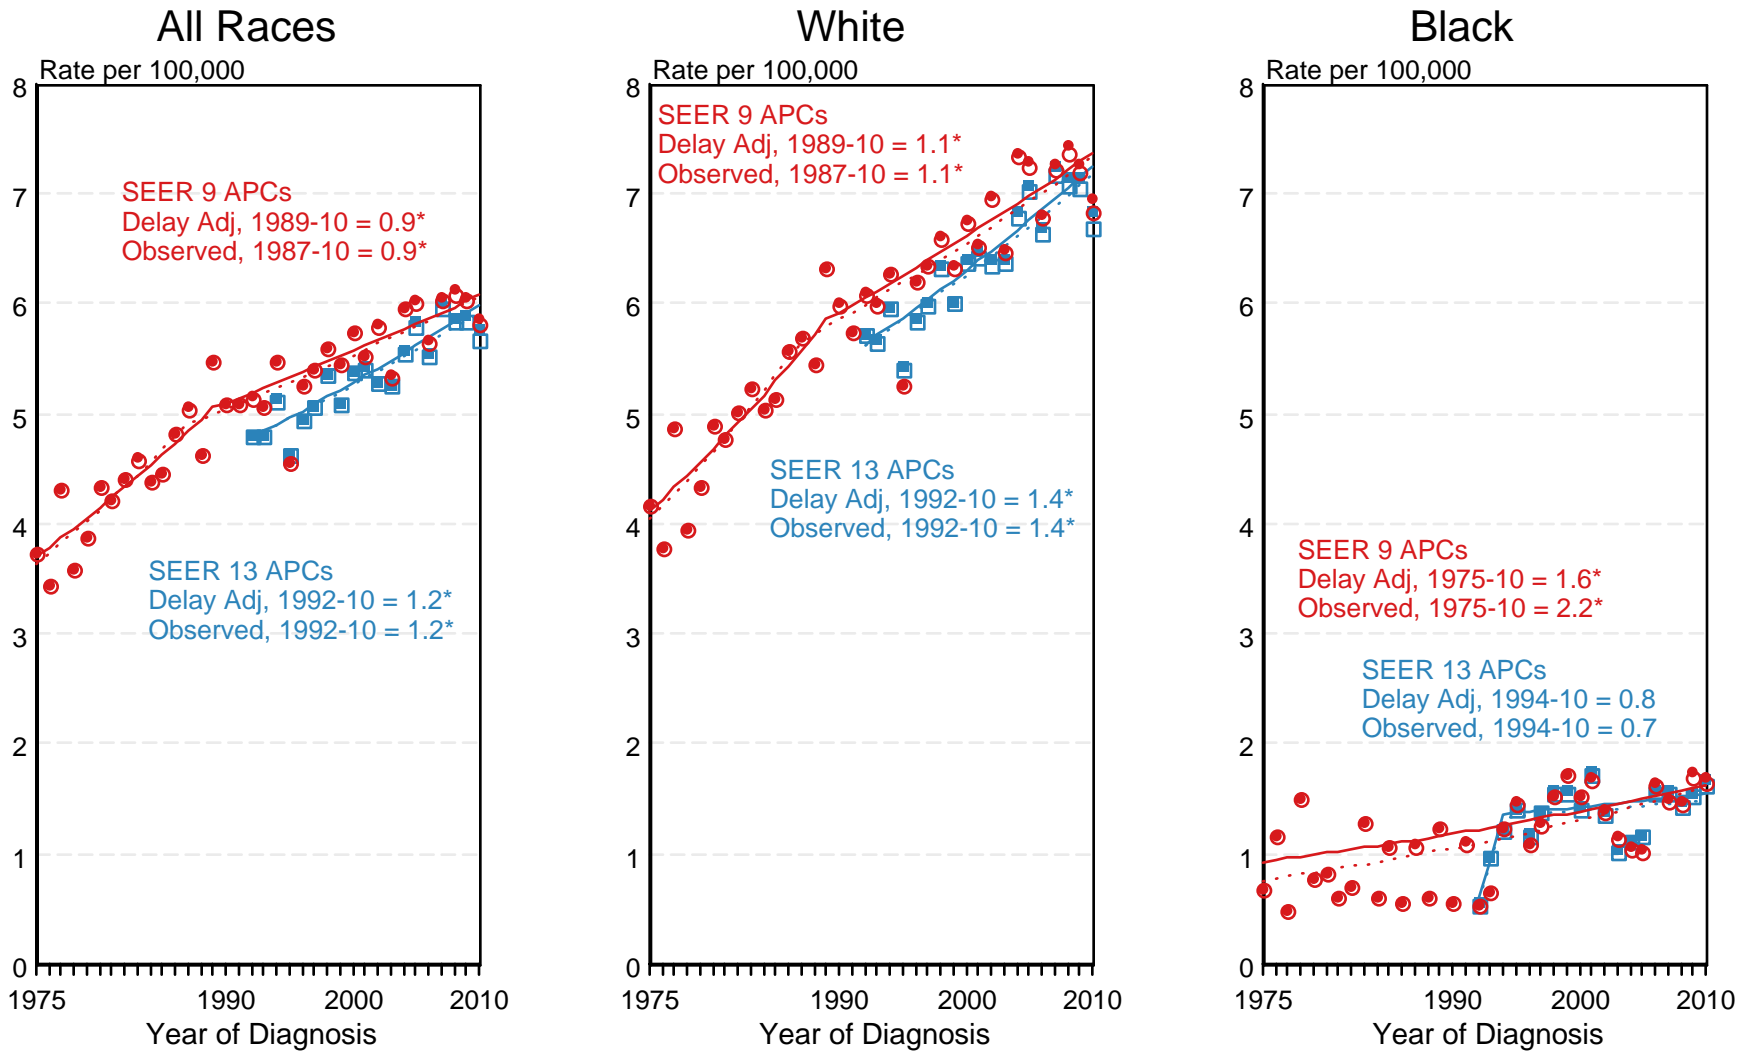 All Races
Rate per 100,000
8
7
6
5
4
3
2
1
0
SEER 9 APCs
Delay Adj, 1989-10 = 0.9*
Observed, 1987-10 = 0.9*
SEER 13 APCs
Delay Adj, 1992-10 = 1.2*
Observed, 1992-10 = 1.2*
1975 1990 2000 2010
Year of Diagnosis
White
Rate per 100,000
8
7
6
5
4
3
2
1
0
SEER 9 APCs
Delay Adj, 1989-10 = 1.1*
Observed, 1987-10 = 1.1*
SEER 13 APCs
Delay Adj, 1992-10 = 1.4*
Observed, 1992-10 = 1.4*
1975 1990 2000 2010
Year of Diagnosis
Black
Rate per 100,000
8
7
6
5
4
3
2
1
0
SEER 9 APCs
Delay Adj, 1975-10 = 1.6*
Observed, 1975-10 = 2.2*
SEER 13 APCs
Delay Adj, 1994-10 = 0.8
Observed, 1994-10 = 0.7
1975 1990 2000 2010
Year of Diagnosis